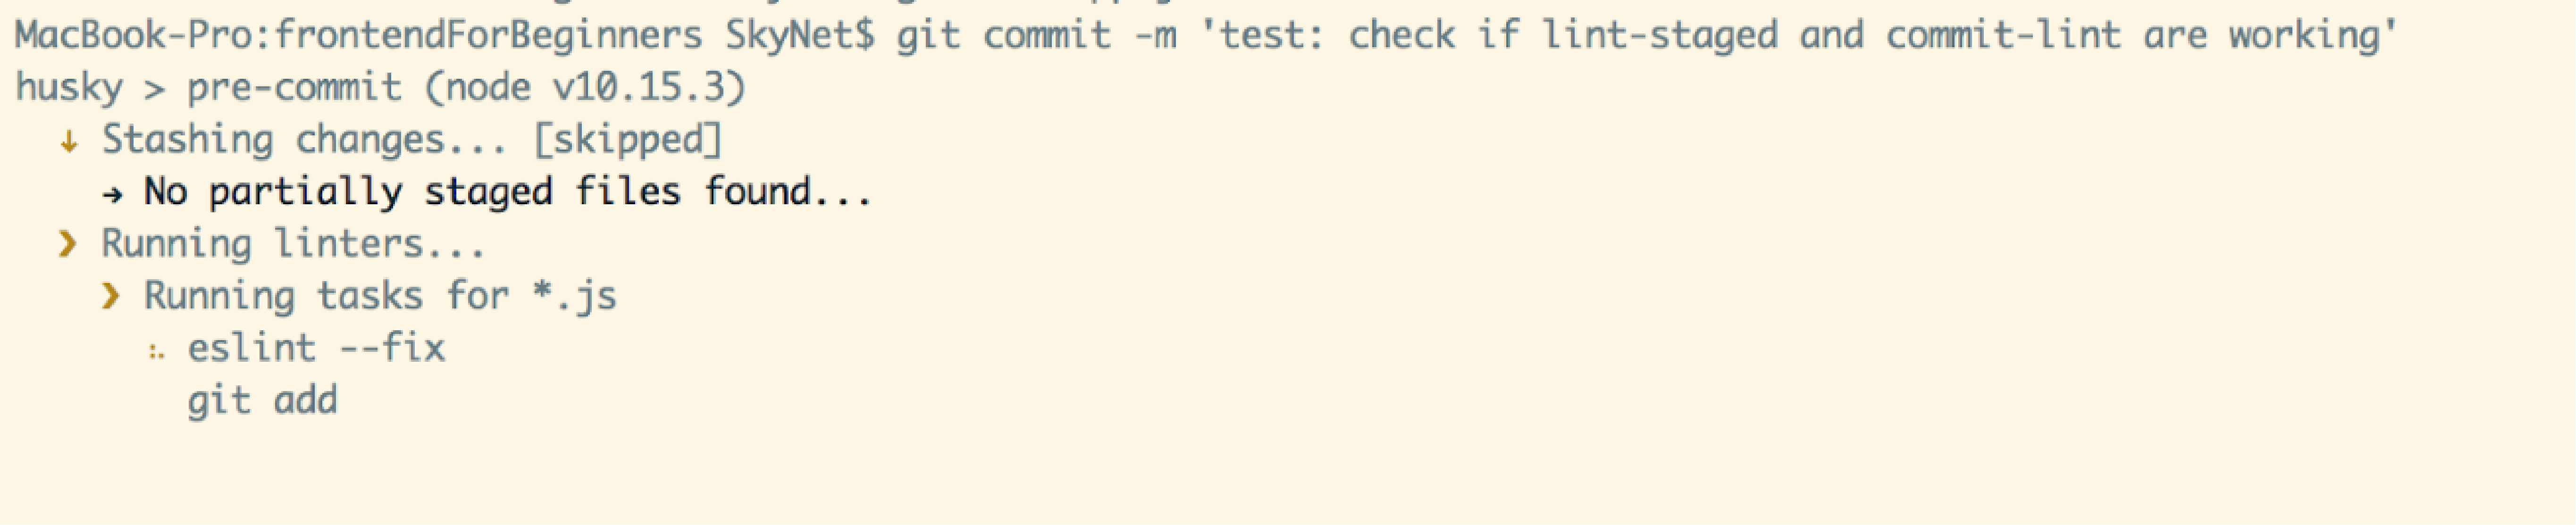 MacBook-Pro:frontendForBeginners SkyNet$ git commit -m 'test: check if lint-staged and commit-lint are working'
husky > pre-commit (node v10.15.3)
↓ Stashing changes... [skipped]
→ No partially staged files found...
❯ Running linters...
❯ Running tasks for *.js
⠦ eslint --fix
git add